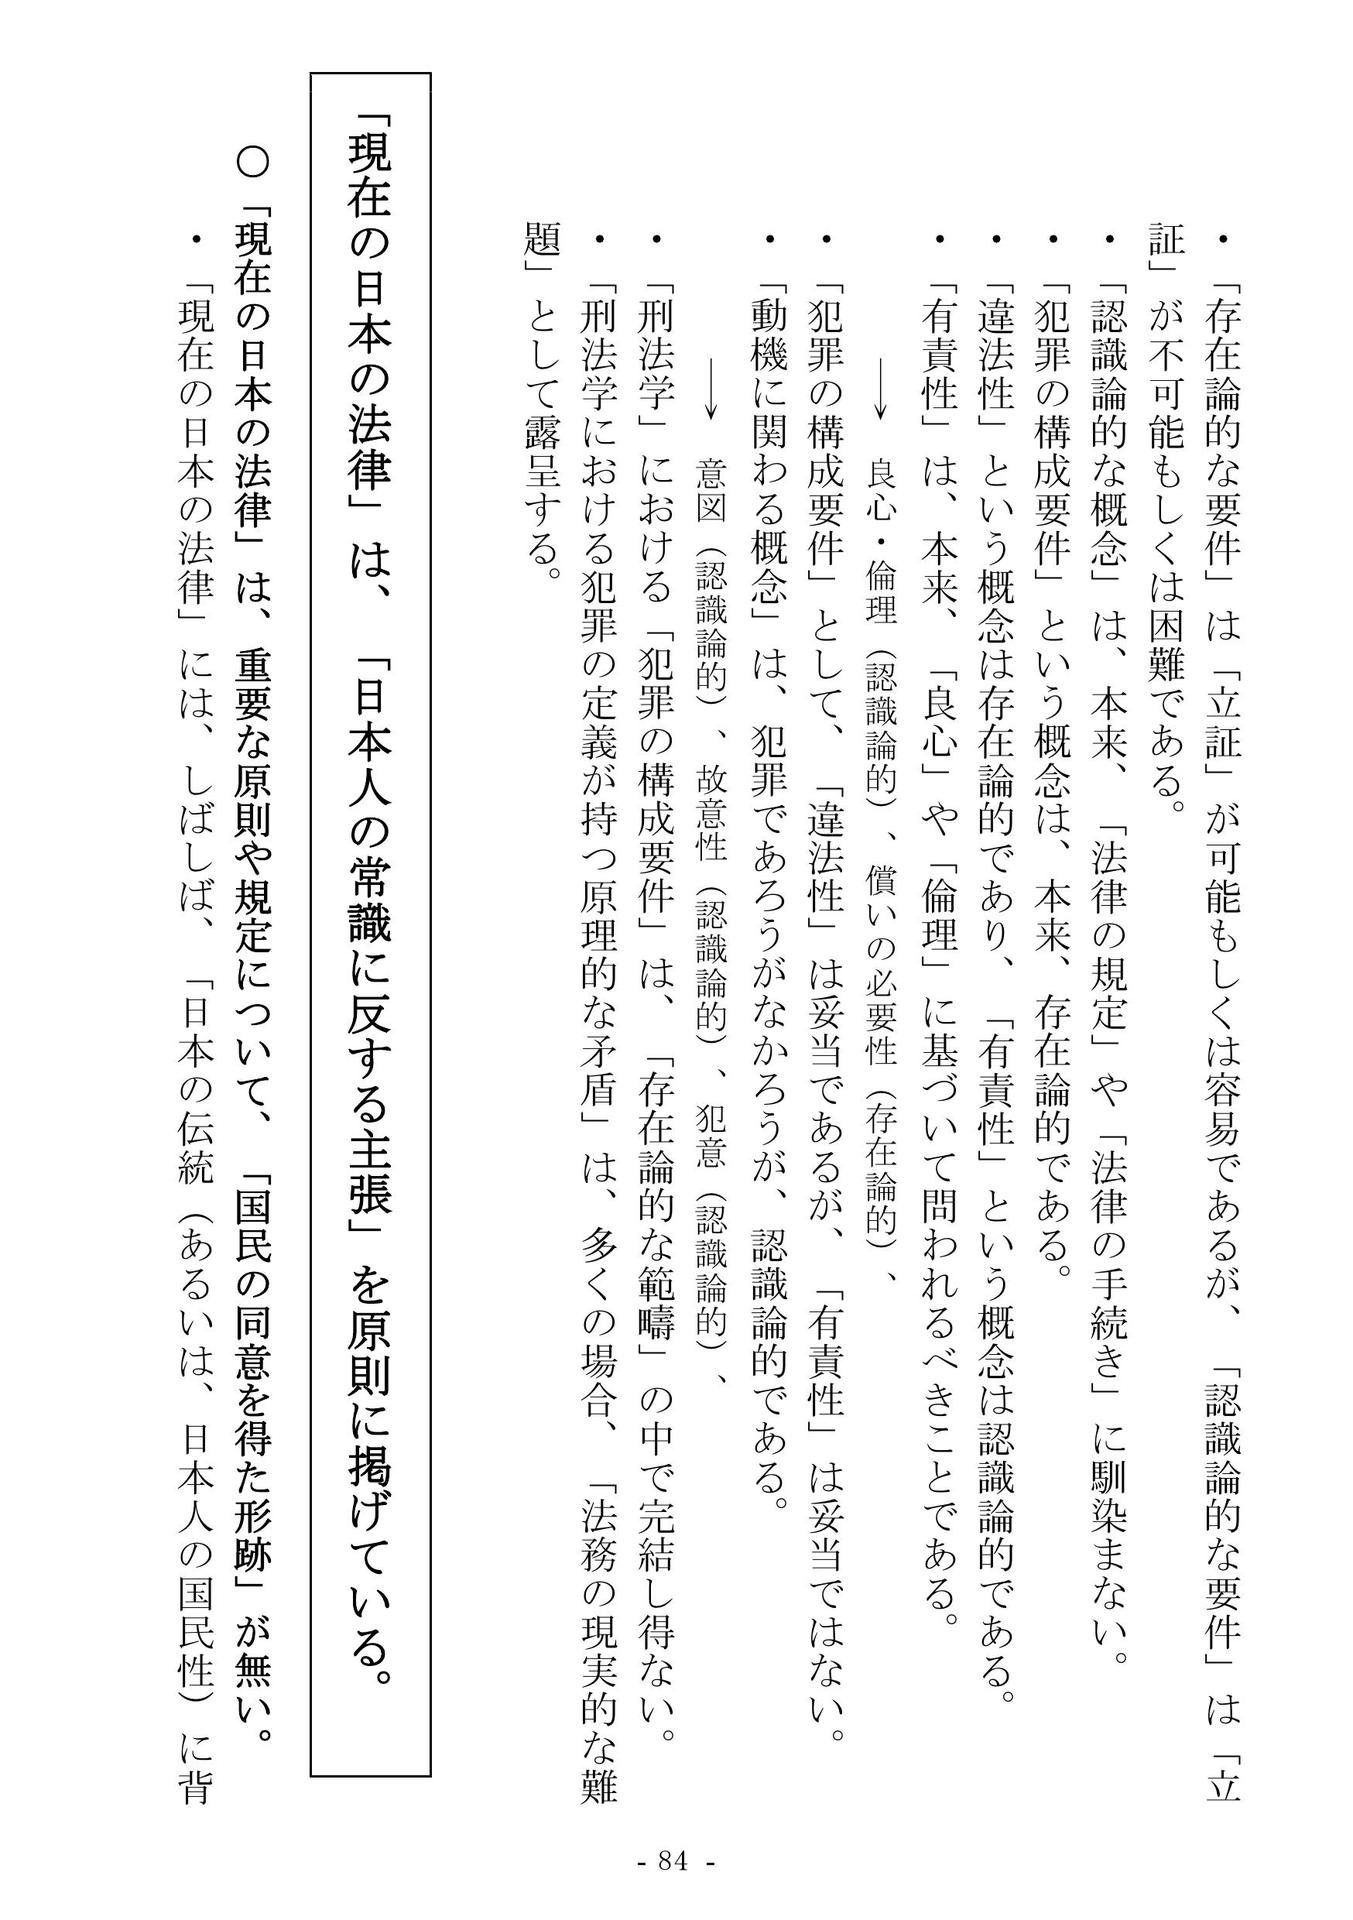 ・「存在論的な要件」は「立証」が可能もしくは容易であるが、「認識論的な要件」は「立
証」が不可能もしくは困難である。
・「認識論的な概念」は、本来、「法律の規定」や「法律の手続き」に馴染まない。
・「犯罪の構成要件」という概念は、本来、存在論的である。
・「違法性」という概念は存在論的であり、「有責性」という概念は認識論的である。
・「有責性」は、本来、「良心」や「倫理」に基づいて問われるべきことである。
→ 良心・倫理（認識論的）、償いの必要性（存在論的）、
・「犯罪の構成要件」として、「違法性」は妥当であるが、「有責性」は妥当ではない。
・「動機に関わる概念」は、犯罪であろうがなかろうが、認識論的である。
→ 意図（認識論的）、故意性（認識論的）、犯意（認識論的）、
・「刑法学」における「犯罪の構成要件」は、「存在論的な範疇」の中で完結し得ない。
・「刑法学における犯罪の定義が持つ原理的な矛盾」は、多くの場合、「法務の現実的な難
題」として露呈する。
「現在の日本の法律」は、「日本人の常識に反する主張」を原則に掲げている。
○「現在の日本の法律」は、重要な原則や規定について、「国民の同意を得た形跡」が無い。
・「現在の日本の法律」には、しばしば、「日本の伝統（あるいは、日本人の国民性）に背
- 84 -